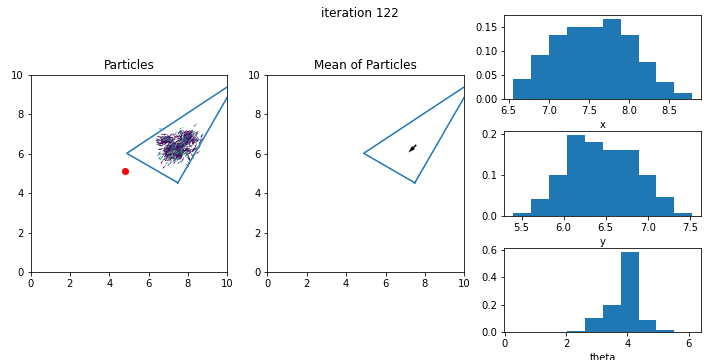 iteration 122
Particles
10
8
6
4
2
0
0 2 4 6 8 10
Mean of Particles
10
8
6
4
2
0
0 2 4 6 8 10
0.15
0.10
0.05
0.00
6.5 7.0 7.5 8.0 8.5
x
0.2
0.1
0.0
5.5 6.0 6.5 7.0 7.5
y
0.6
0.4
0.2
0.0
0 2 4 6
theta